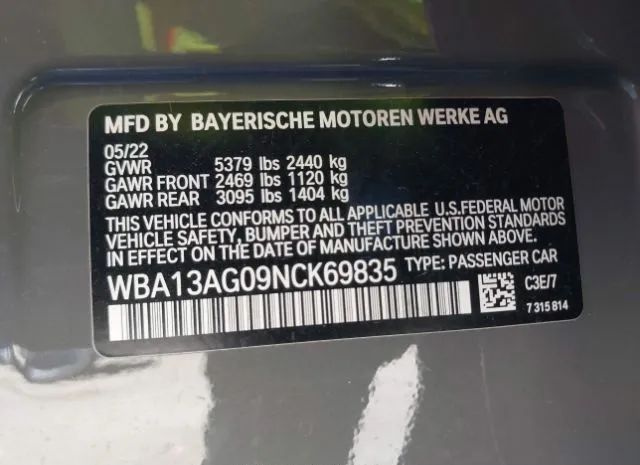 MFD BY BAYERISCHE MOTOREN WERKE AG
05/22
GVWR 5379 lbs 2440 kg
GAWR FRONT 2469 lbs 1120 kg
GAWR REAR 3095 lbs 1404 kg
THIS VEHICLE CONFORMS TO ALL APPLICABLE U.S.FEDERAL MOTOR
VEHICLE SAFETY, BUMPER AND THEFT PREVENTION STANDARDS
IN EFFECT ON THE DATE OF MANUFACTURE SHOWN ABOVE.
WBA13AG09NCK69835 TYPE: PASSENGER CAR
C3E/7
7 315 814